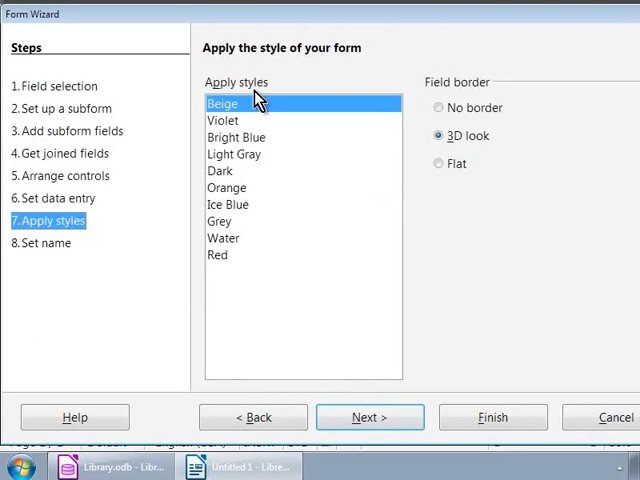 Form Wizard
Steps
Apply the style of your form
Apply styles
Field border
1. Field selection
2. Set up a subform
3. Add subform fields
4. Get joined fields
5. Arrange controls
6. Set data entry
7. Apply styles
8. Set name
Beige
Violet
Bright Blue
Light Gray
Dark
Orange
Ice Blue
Grey
Water
Red
No border
3D look
Flat
Help
< Back
Next >
Finish
Cancel
Library.odb - Libr...
Untitled 1 - Libre...